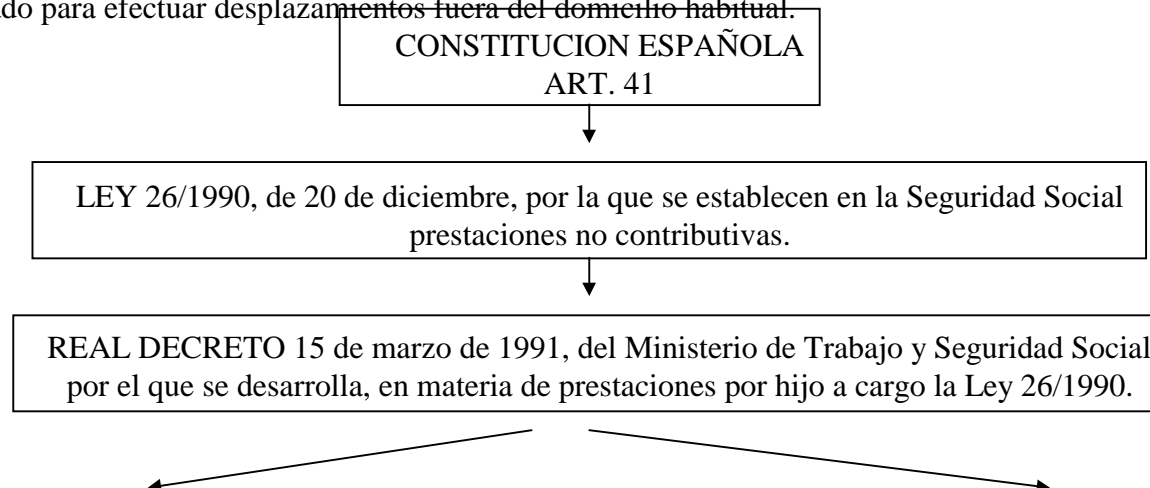 do para efectuar desplazamientos fuera del domicilio habitual.
CONSTITUCION ESPAÑOLA
ART. 41
LEY 26/1990, de 20 de diciembre, por la que se establecen en la Seguridad Social
prestaciones no contributivas.
REAL DECRETO 15 de marzo de 1991, del Ministerio de Trabajo y Seguridad Social
por el que se desarrolla, en materia de prestaciones por hijo a cargo la Ley 26/1990.